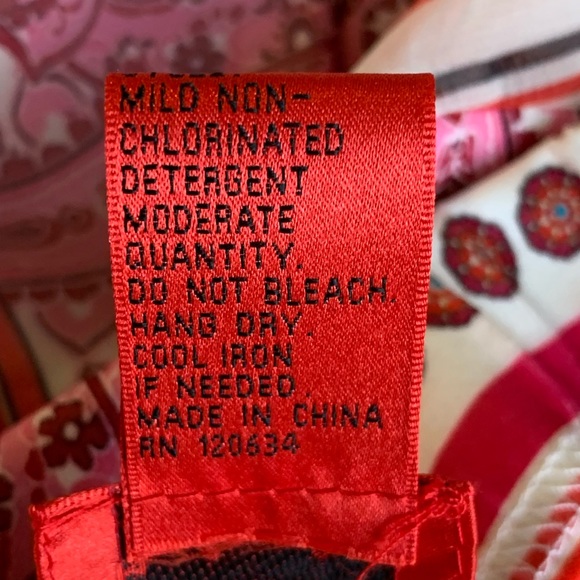 MILD NON-
CHLORINATED
DETERGENT
MODERATE
QUANTITY.
DO NOT BLEACH.
HANG DRY.
COOL IRON
IF NEEDED
MADE IN CHINA
RN 120634